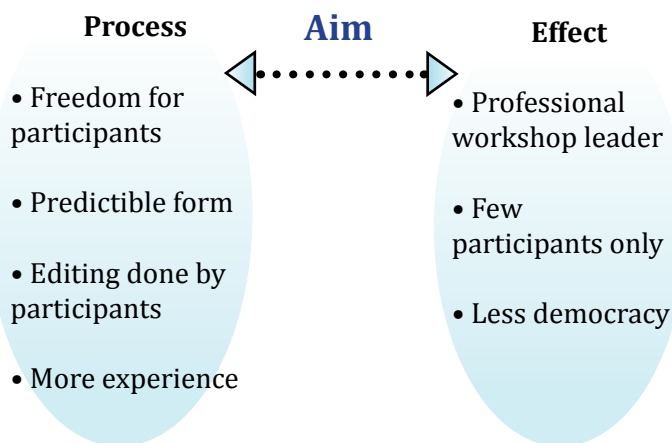 Process
Aim
Effect
• Freedom for
participants
• Predictible form
• Editing done by
participants
• More experience
• Professional
workshop leader
• Few
participants only
• Less democracy